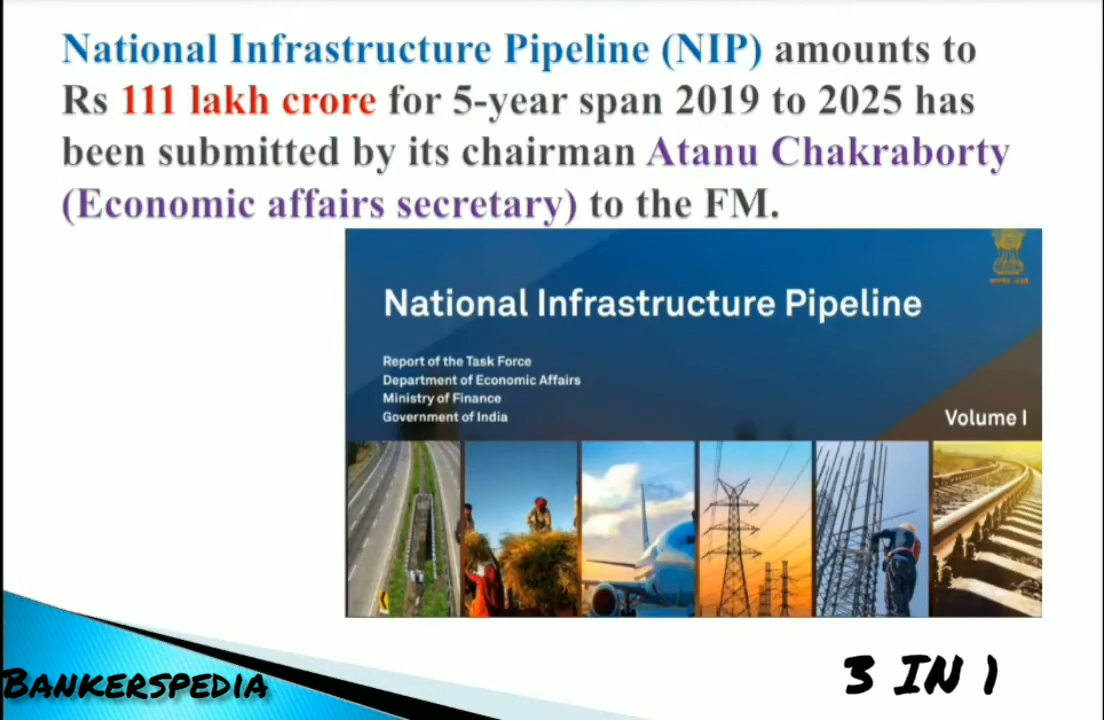 National Infrastructure Pipeline (NIP) amounts to
Rs 111 lakh crore for 5-year span 2019 to 2025 has
been submitted by its chairman Atanu Chakraborty
(Economic affairs secretary) to the FM.
National Infrastructure Pipeline
Report of the Task Force
Department of Economic Affairs
Ministry of Finance
Government of India
Volume I
BANKERSPEDIA
3 IN 1